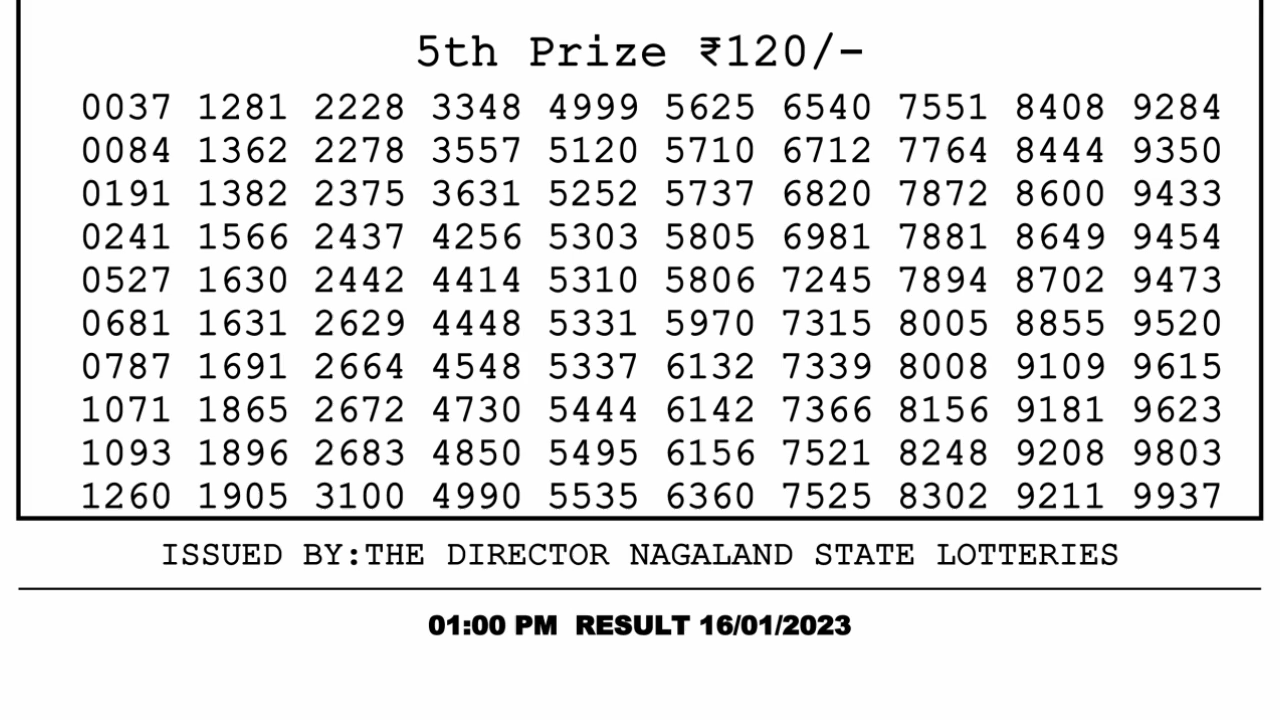 5th Prize ₹120/-
0037 1281 2228 3348 4999 5625 6540 7551 8408 9284
0084 1362 2278 3557 5120 5710 6712 7764 8444 9350
0191 1382 2375 3631 5252 5737 6820 7872 8600 9433
0241 1566 2437 4256 5303 5805 6981 7881 8649 9454
0527 1630 2442 4414 5310 5806 7245 7894 8702 9473
0681 1631 2629 4448 5331 5970 7315 8005 8855 9520
0787 1691 2664 4548 5337 6132 7339 8008 9109 9615
1071 1865 2672 4730 5444 6142 7366 8156 9181 9623
1093 1896 2683 4850 5495 6156 7521 8248 9208 9803
1260 1905 3100 4990 5535 6360 7525 8302 9211 9937
ISSUED BY:THE DIRECTOR NAGALAND STATE LOTTERIES
01:00 PM RESULT 16/01/2023